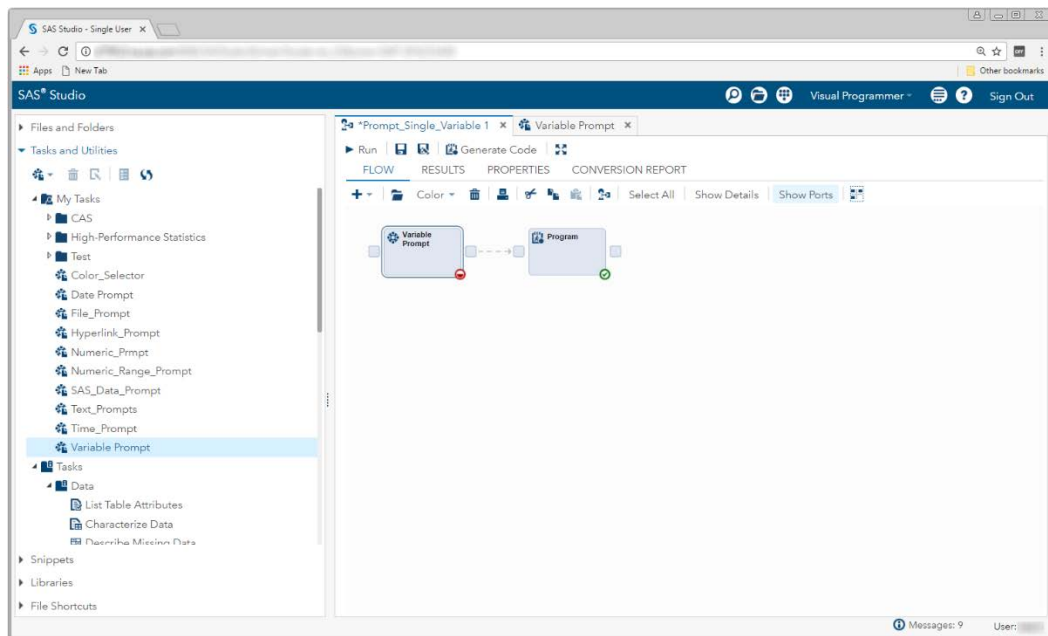 SAS Studio - Single User
Apps New Tab
Other bookmarks
SAS® Studio
Visual Programmer
Sign Out
Files and Folders
Tasks and Utilities
My Tasks
CAS
High-Performance Statistics
Test
Color_Selector
Date Prompt
File_Prompt
Hyperlink_Prompt
Numeric_Prmpt
Numeric_Range_Prompt
SAS_Data_Prompt
Text_Prompts
Time_Prompt
Variable Prompt
Tasks
Data
List Table Attributes
Characterize Data
Describe Missing Data
Snippets
Libraries
File Shortcuts
*Prompt_Single_Variable 1 Variable Prompt
Run Generate Code
FLOW RESULTS PROPERTIES CONVERSION REPORT
Color Select All Show Details Show Ports
Variable
Prompt
Program
Messages: 9 User: